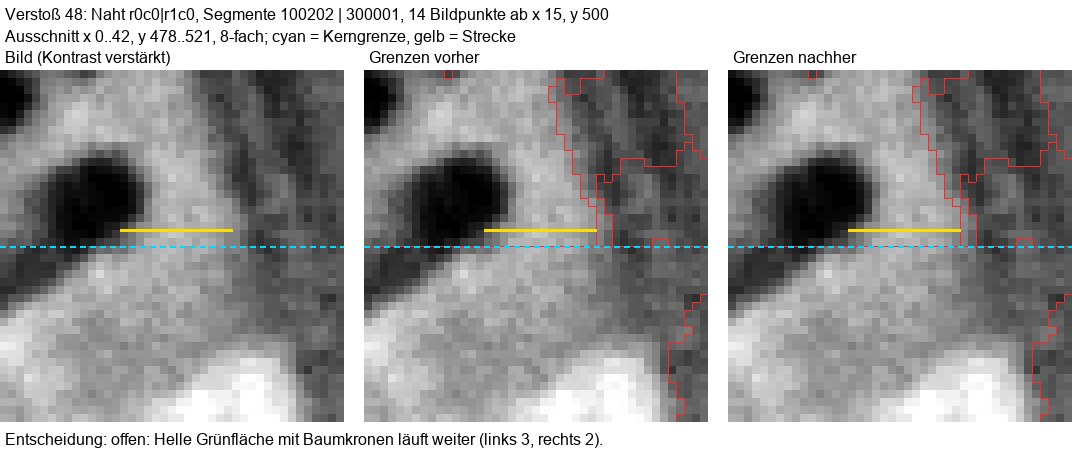 Verstoß 48: Naht r0c0|r1c0, Segmente 100202 | 300001, 14 Bildpunkte ab x 15, y 500
Ausschnitt x 0..42, y 478..521, 8-fach; cyan = Kerngrenze, gelb = Strecke
Bild (Kontrast verstärkt) Grenzen vorher Grenzen nachher
Entscheidung: offen: Helle Grünfläche mit Baumkronen läuft weiter (links 3, rechts 2).